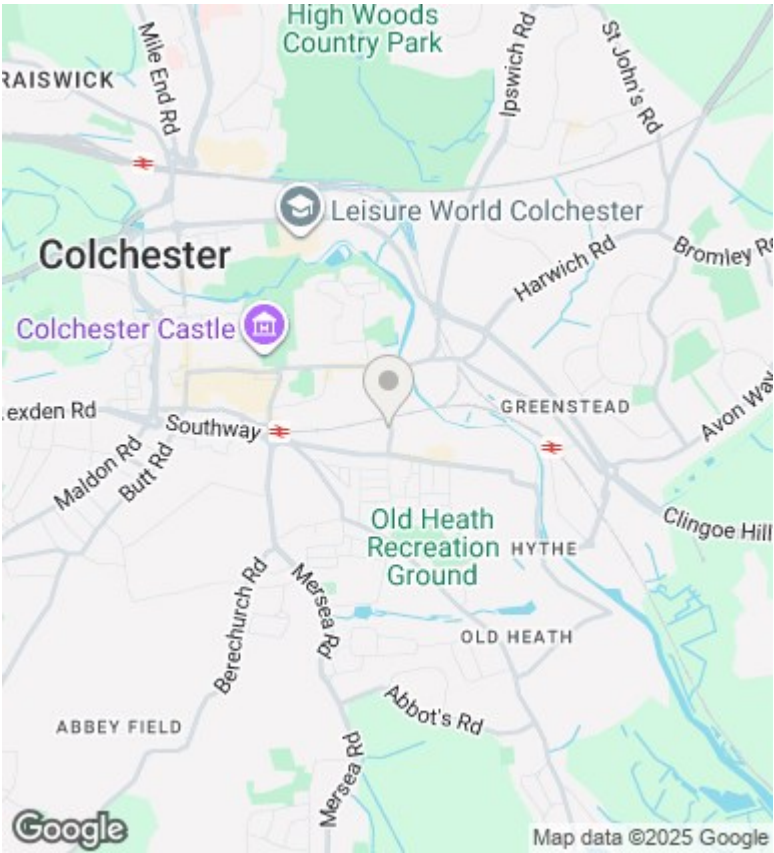 High Woods
Country Park
Mile End Rd
Ipswich Rd
St John's Rd
RAISWICK
Leisure World Colchester
Colchester
Harwich Rd
Bromley Rd
Colchester Castle
exden Rd
Southway
GREENSTEAD
Avon Way
Maldon Rd
Butt Rd
Clingoe Hill
Old Heath
Recreation
Ground
HYTHE
Berechurch Rd
Mersea Rd
OLD HEATH
Abbot's Rd
ABBEY FIELD
Mersea Rd
Google
Map data ©2025 Google